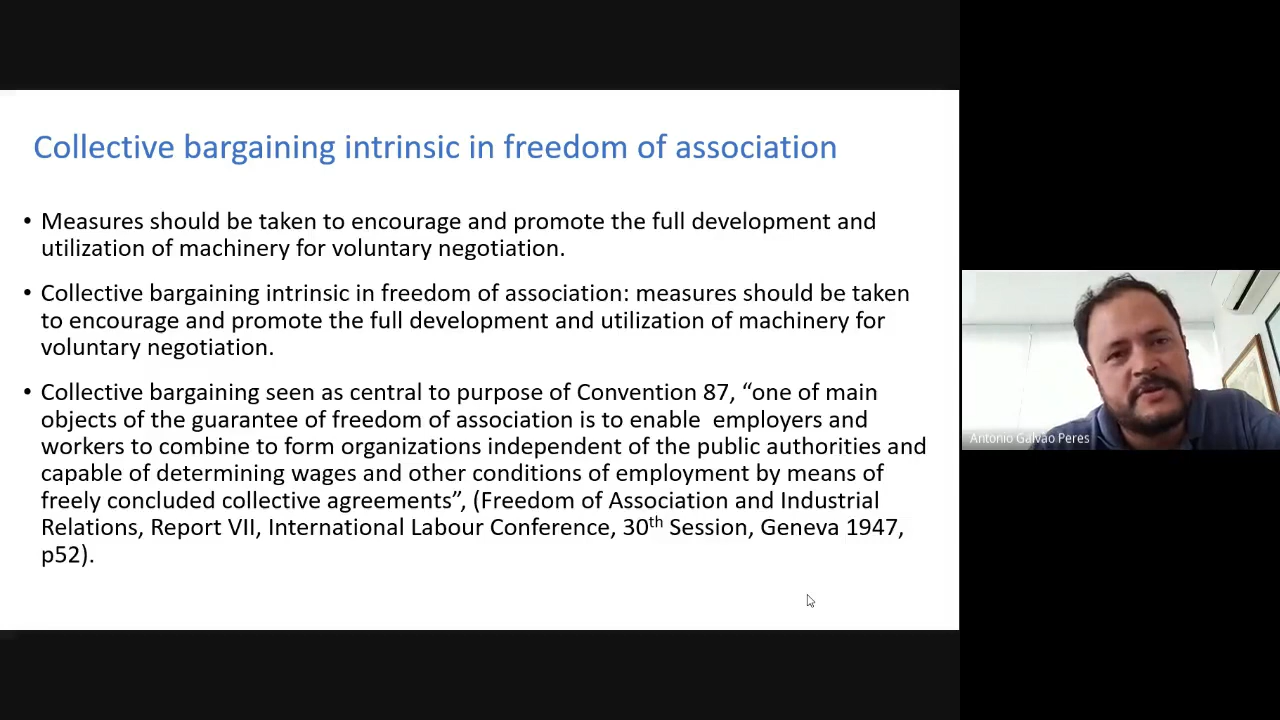 Collective bargaining intrinsic in freedom of association
• Measures should be taken to encourage and promote the full development and
utilization of machinery for voluntary negotiation.
• Collective bargaining intrinsic in freedom of association: measures should be taken
to encourage and promote the full development and utilization of machinery for
voluntary negotiation.
• Collective bargaining seen as central to purpose of Convention 87, “one of main
objects of the guarantee of freedom of association is to enable  employers and
workers to combine to form organizations independent of the public authorities and
capable of determining wages and other conditions of employment by means of
freely concluded collective agreements”, (Freedom of Association and Industrial
Relations, Report VII, International Labour Conference, 30th Session, Geneva 1947,
p52).
Antonio Galvão Peres